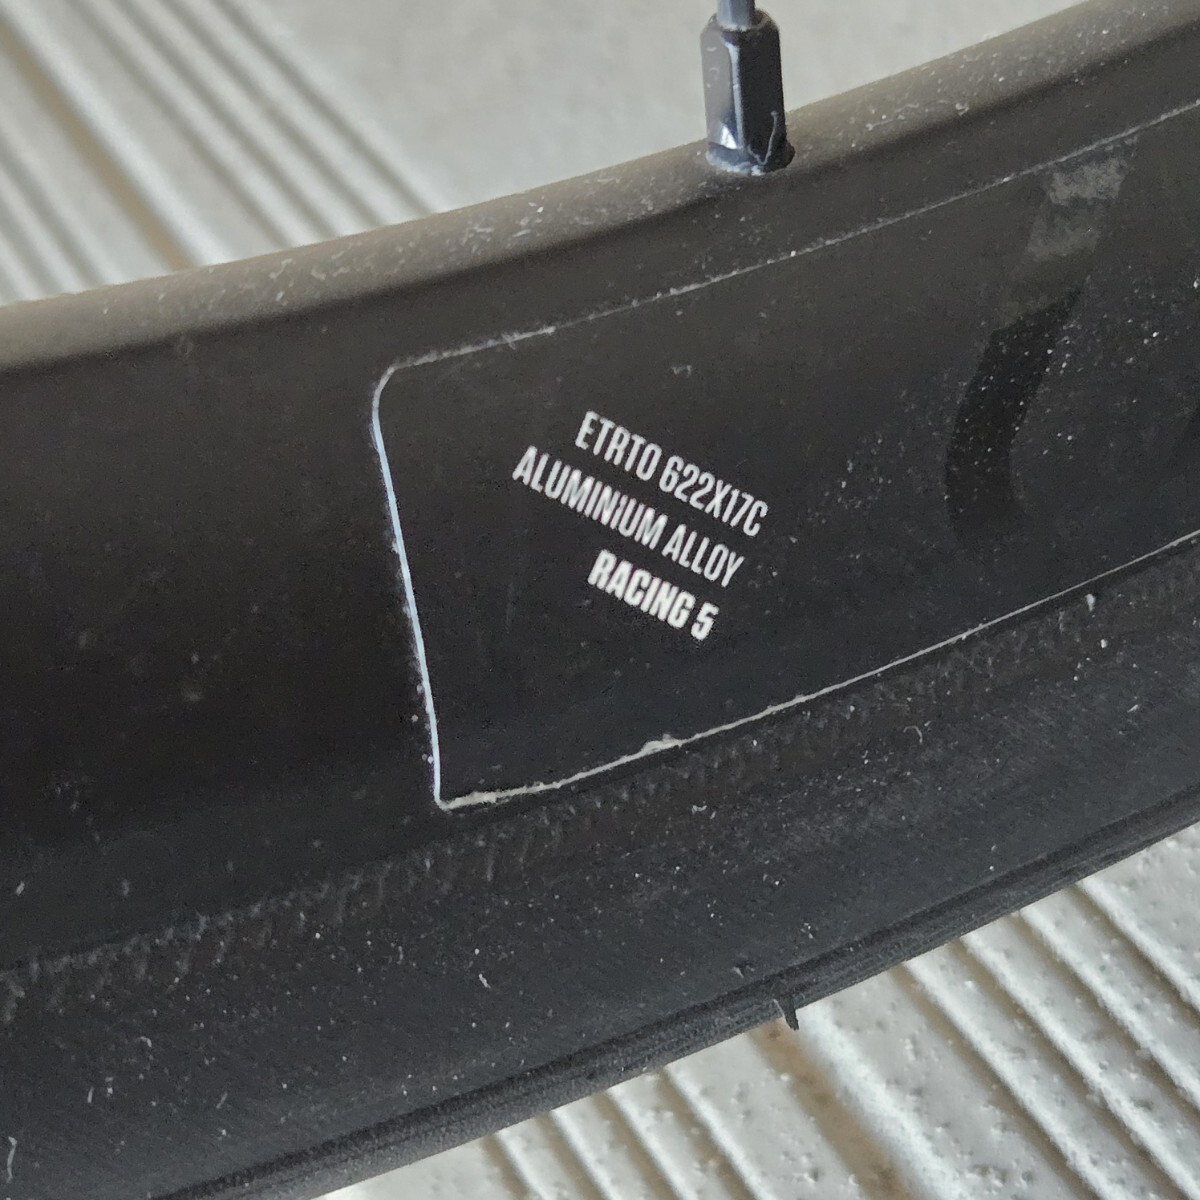 ETRTO 622X17C
ALUMINIUM ALLOY
RACING 5